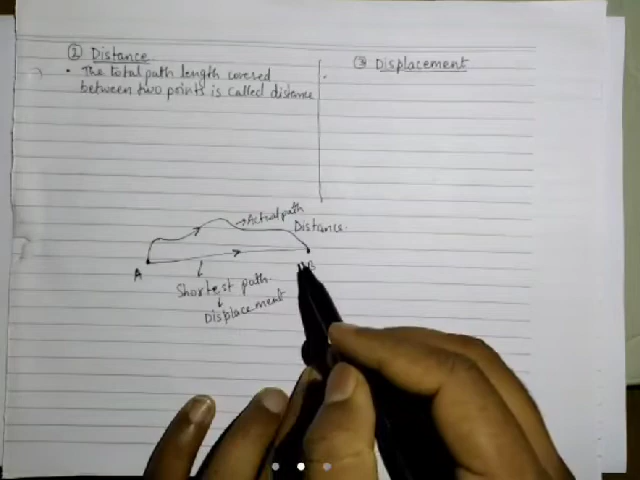 ② Distance
• The total path length covered
between two points is called distance
③ Displacement
•
→Actual path
Distance.
A
B
Shortest path
↓
Displacement